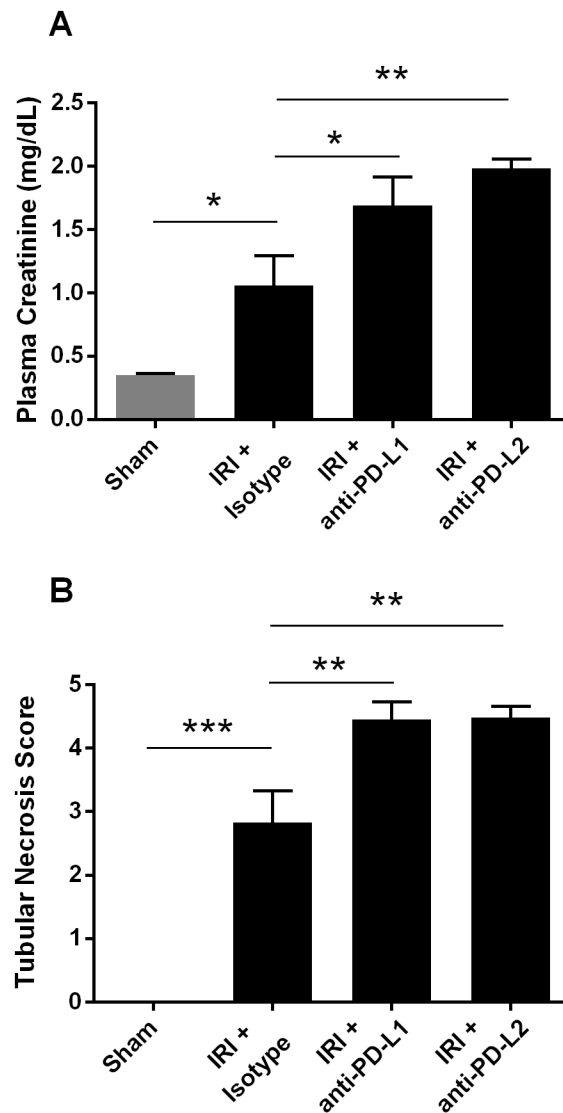 A
Plasma Creatinine (mg/dL)
2.5
2.0
1.5
1.0
0.5
0.0
*
*
**
Sham
IRI +
Isotype
IRI +
anti-PD-L1
IRI +
anti-PD-L2
B
Tubular Necrosis Score
5
4
3
2
1
0
***
**
**
Sham
IRI +
Isotype
IRI +
anti-PD-L1
IRI +
anti-PD-L2